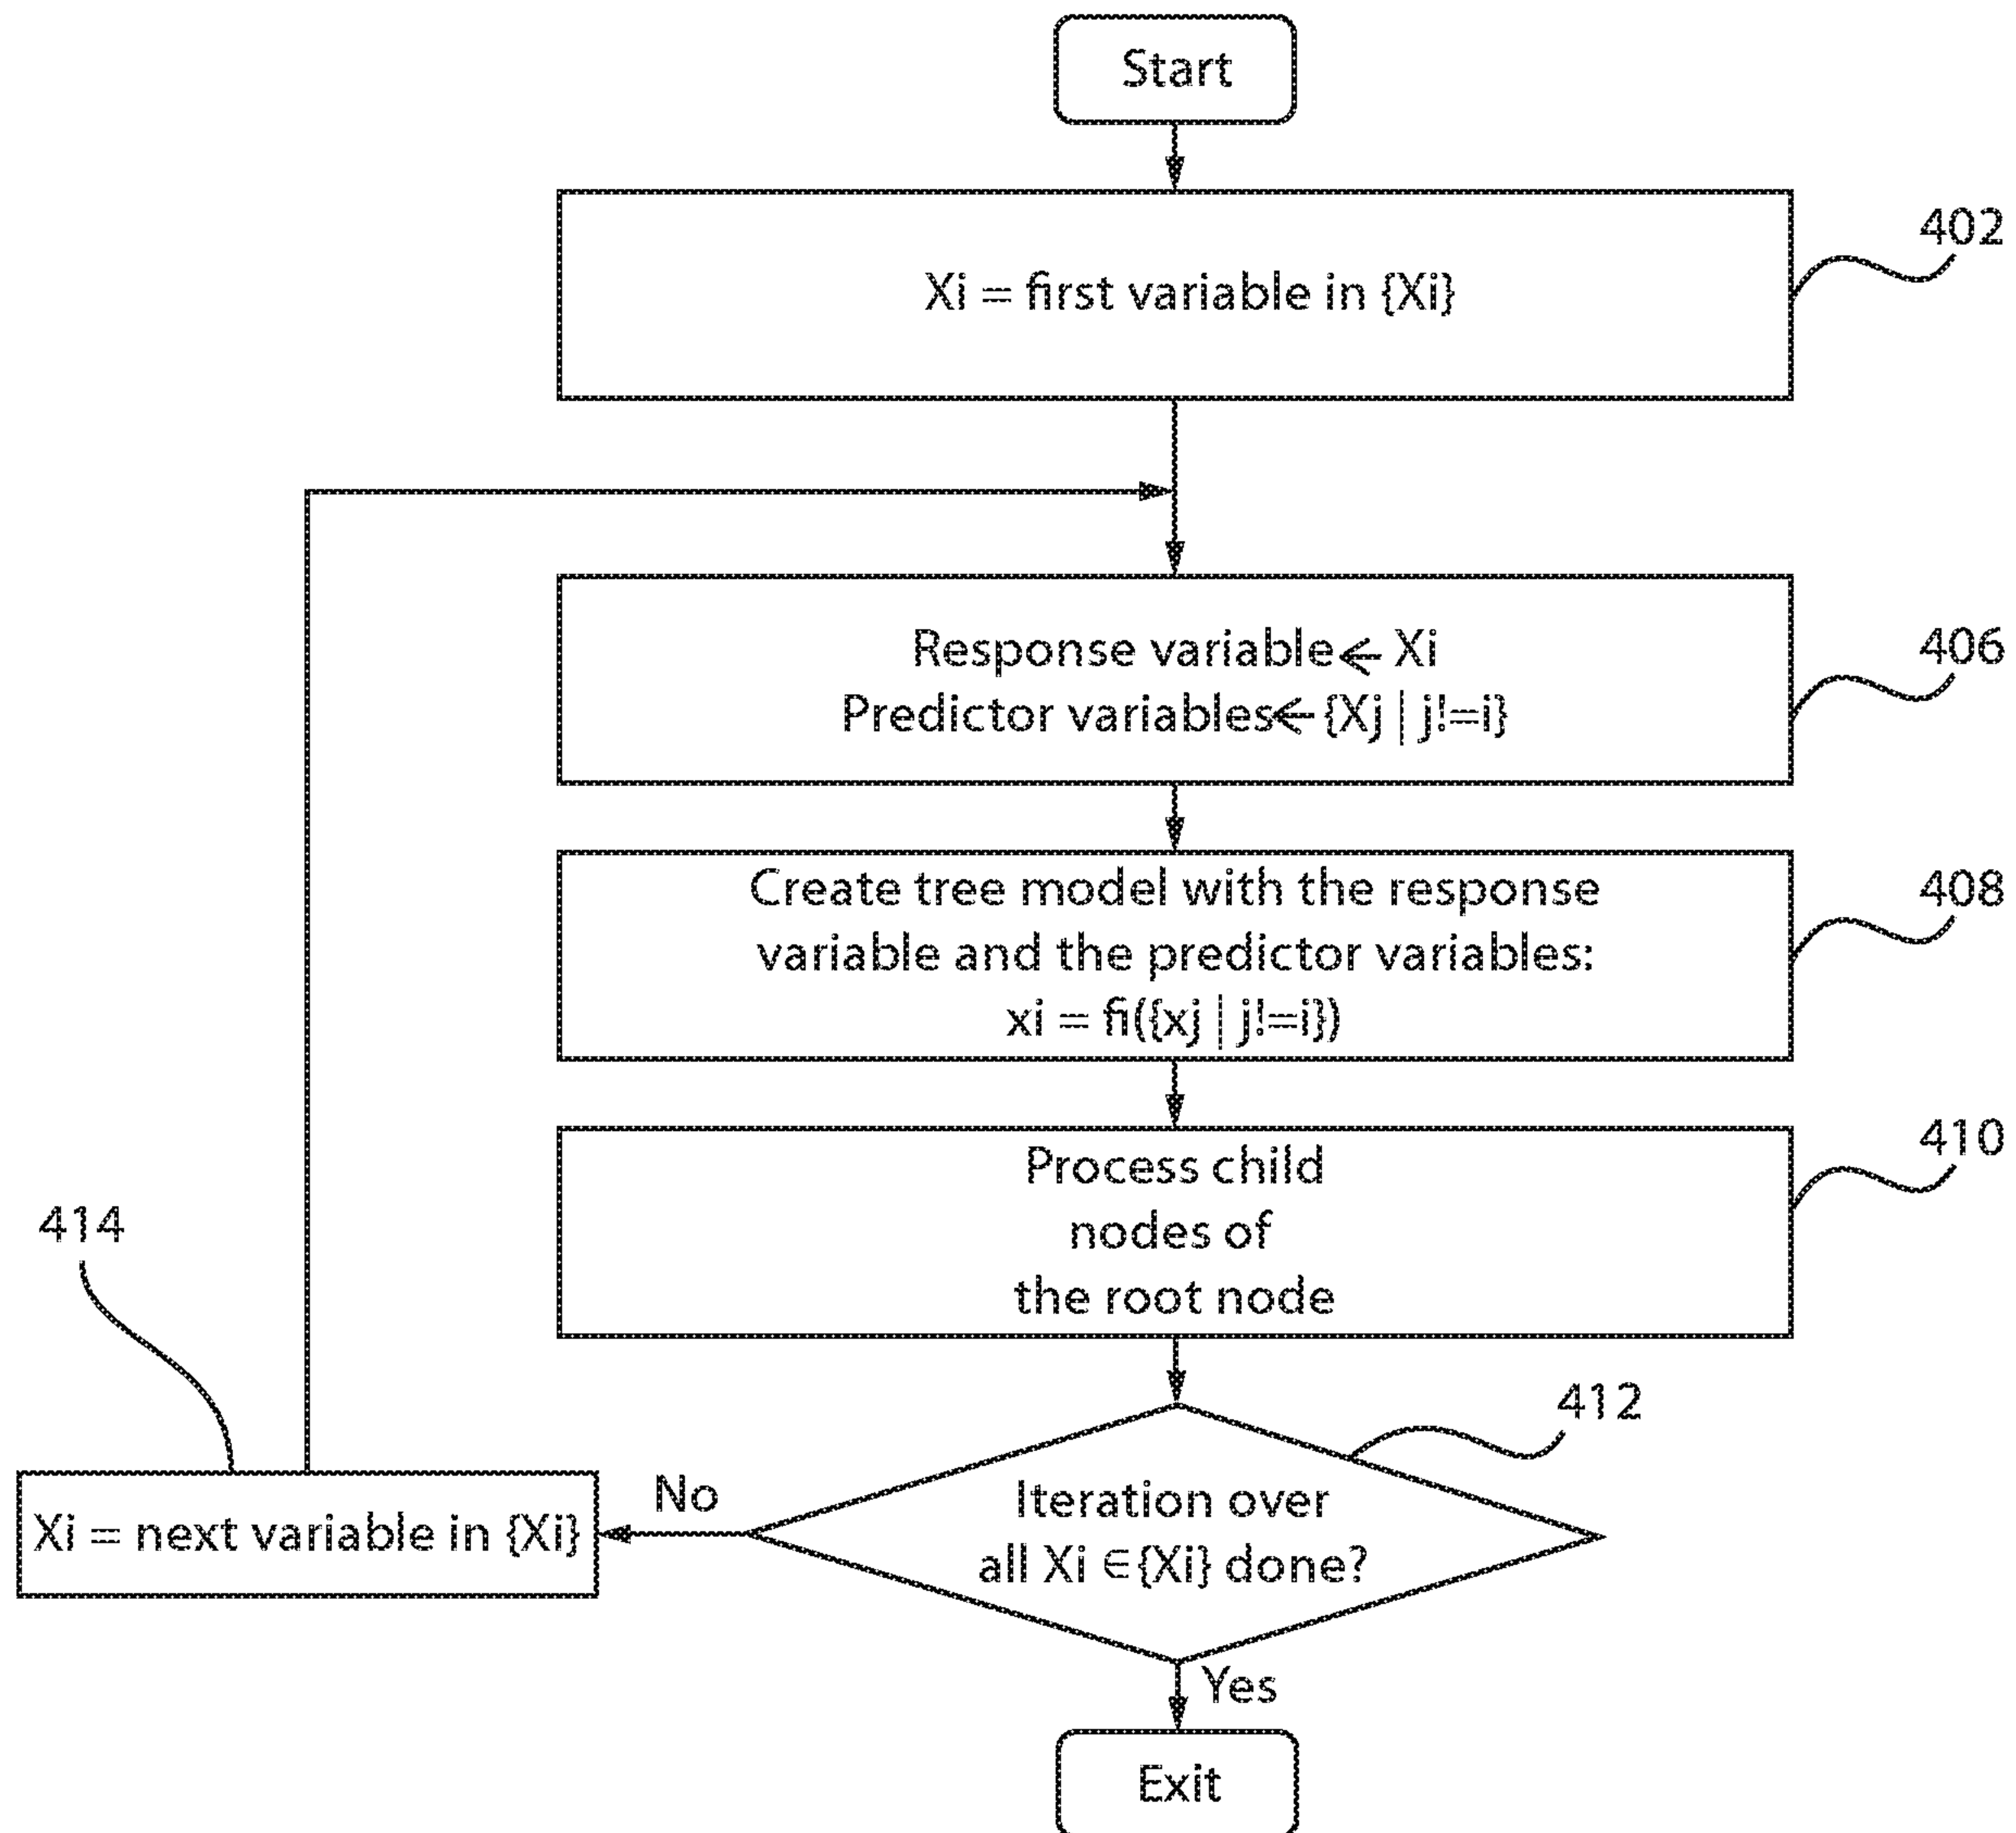 Start
402
Xi = first variable in {Xi}
406
Response variable← Xi
Predictor variables← {Xj | j!=i}
408
Create tree model with the response
variable and the predictor variables:
xi = fi({xj | j!=i})
410
Process child
nodes of
the root node
414
412
Xi = next variable in {Xi}
No
Iteration over
all Xi ∈{Xi} done?
Yes
Exit